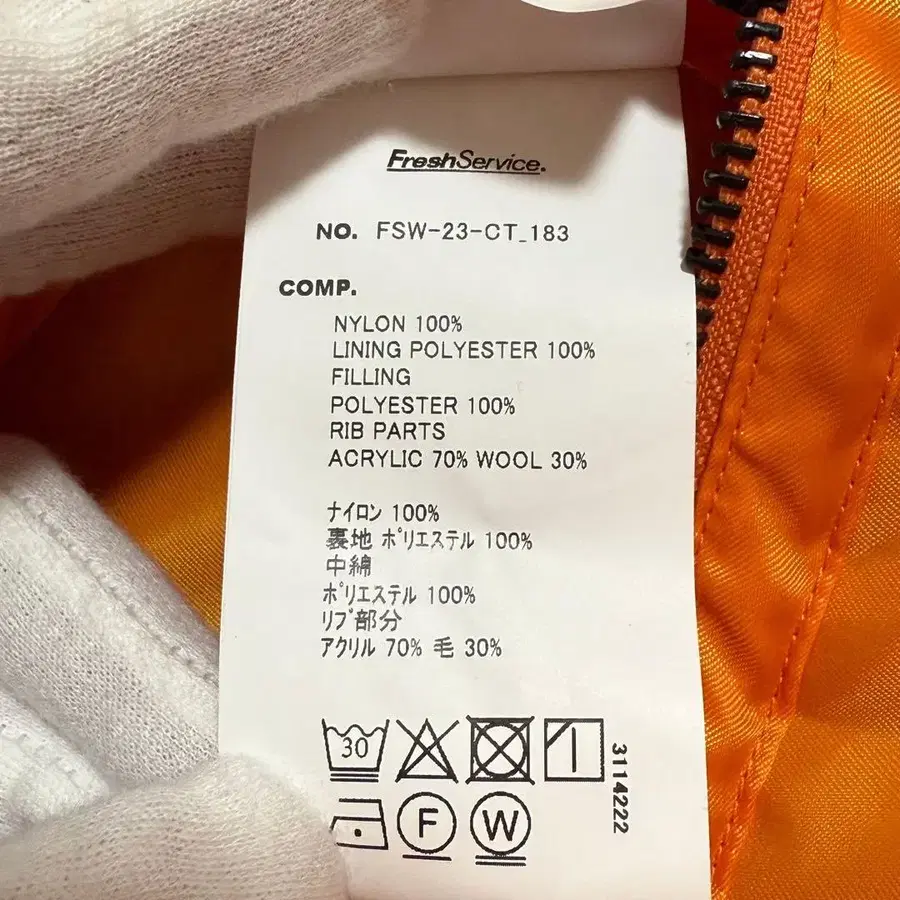 FreshService.
NO. FSW-23-CT_183
COMP.
NYLON 100%
LINING POLYESTER 100%
FILLING
POLYESTER 100%
RIB PARTS
ACRYLIC 70% WOOL 30%
ナイロン 100%
裏地 ポリエステル 100%
中綿
ポリエステル 100%
リブ部分
アクリル 70% 毛 30%
30
3114222
F W